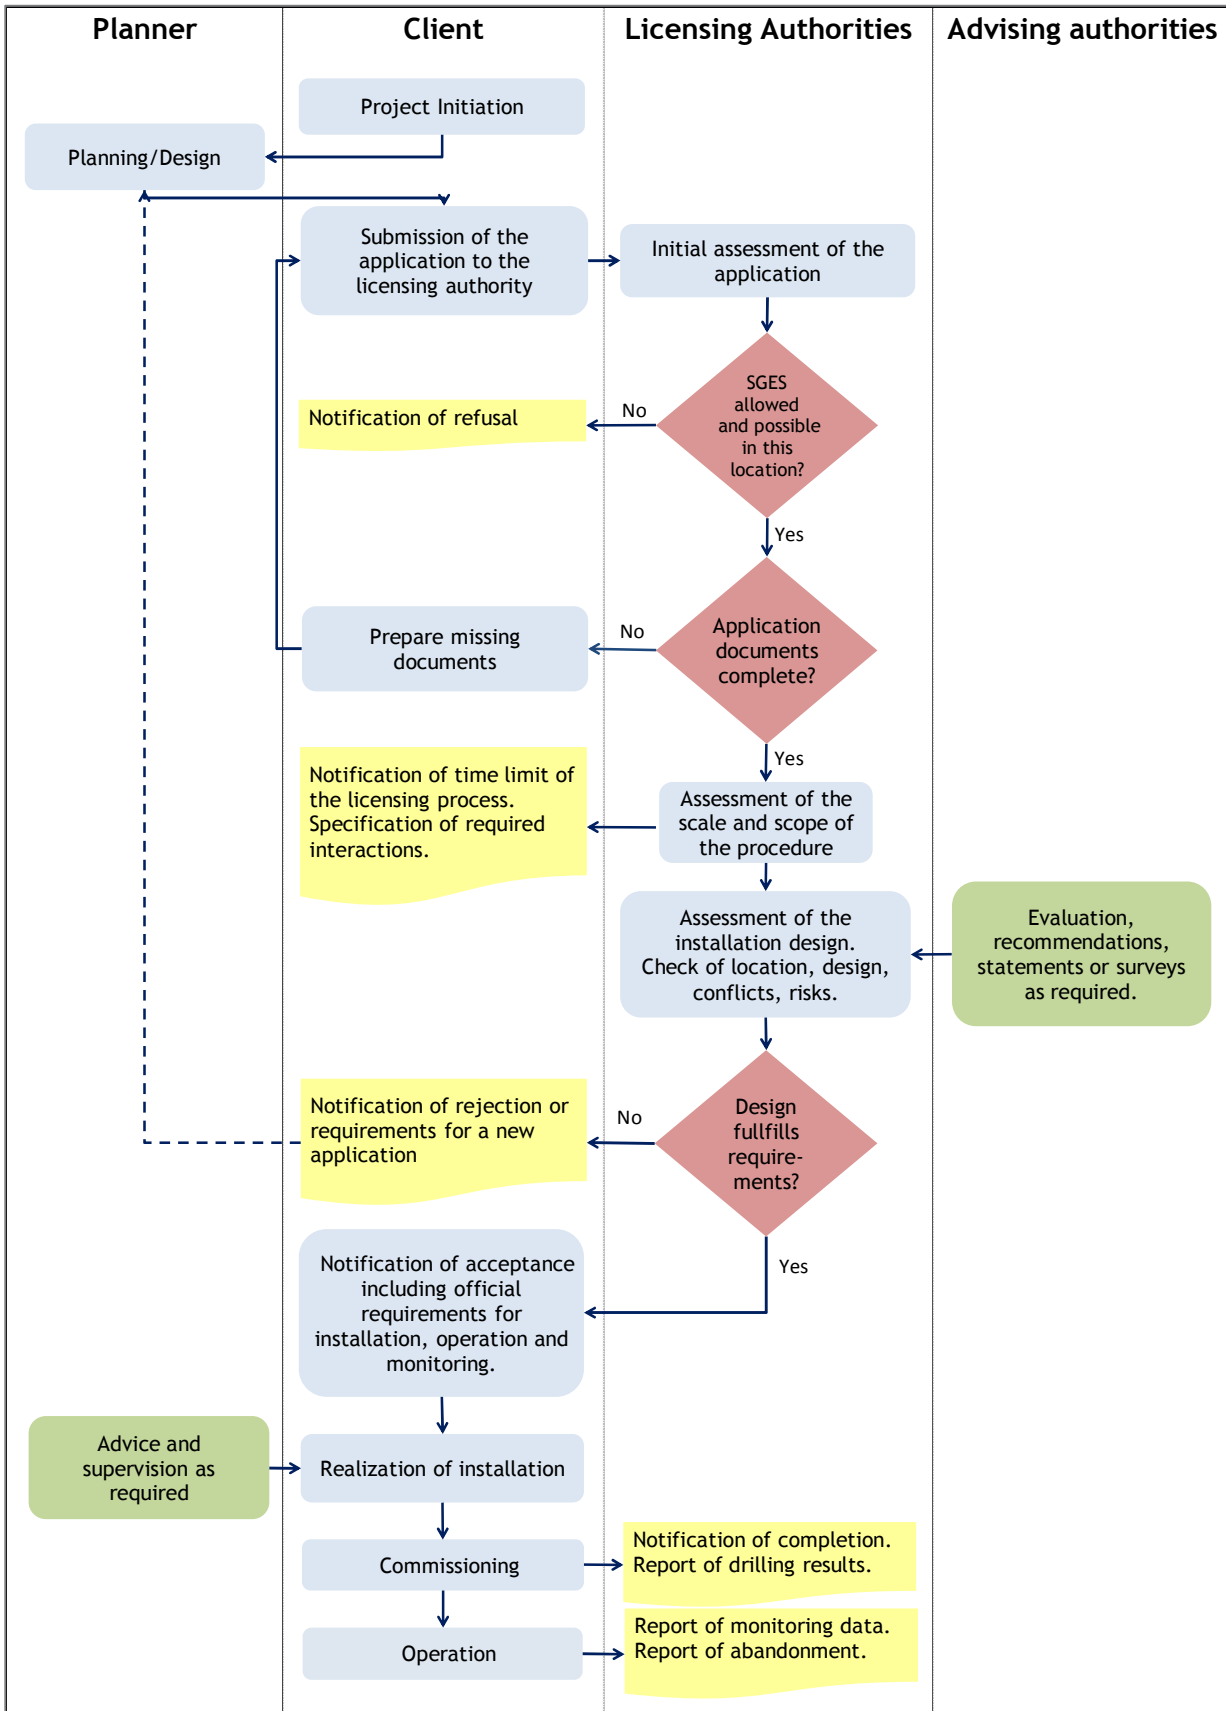 Planner
Client
Licensing Authorities
Advising authorities
Project Initiation
Planning/Design
Submission of the
application to the
licensing authority
Initial assessment of the
application
SGES
allowed
and possible
in this
location?
No
Notification of refusal
Yes
Application
documents
complete?
No
Prepare missing
documents
Yes
Notification of time limit of
the licensing process.
Specification of required
interactions.
Assessment of the
scale and scope of
the procedure
Assessment of the
installation design.
Check of location, design,
conflicts, risks.
Evaluation,
recommendations,
statements or surveys
as required.
Design
fullfills
require-
ments?
No
Notification of rejection or
requirements for a new
application
Yes
Notification of acceptance
including official
requirements for
installation, operation and
monitoring.
Advice and
supervision as
required
Realization of installation
Commissioning
Notification of completion.
Report of drilling results.
Operation
Report of monitoring data.
Report of abandonment.